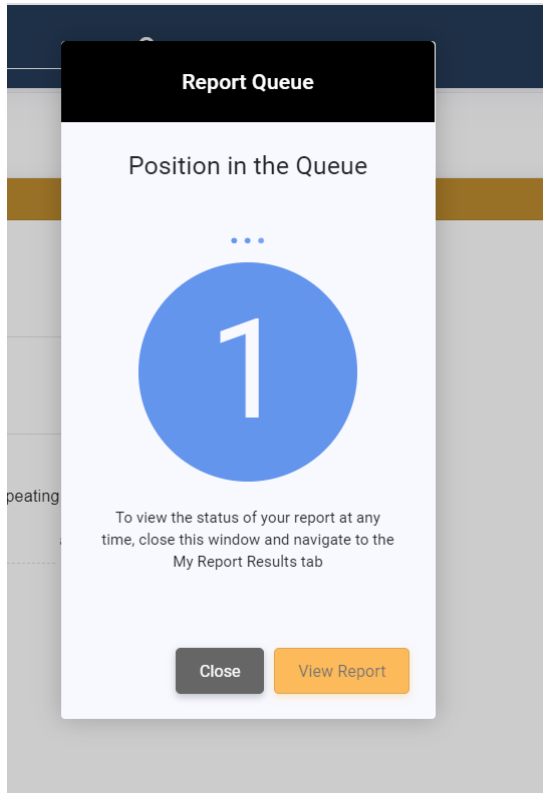 Report Queue
Position in the Queue
1
peating
To view the status of your report at any
time, close this window and navigate to the
My Report Results tab
Close
View Report